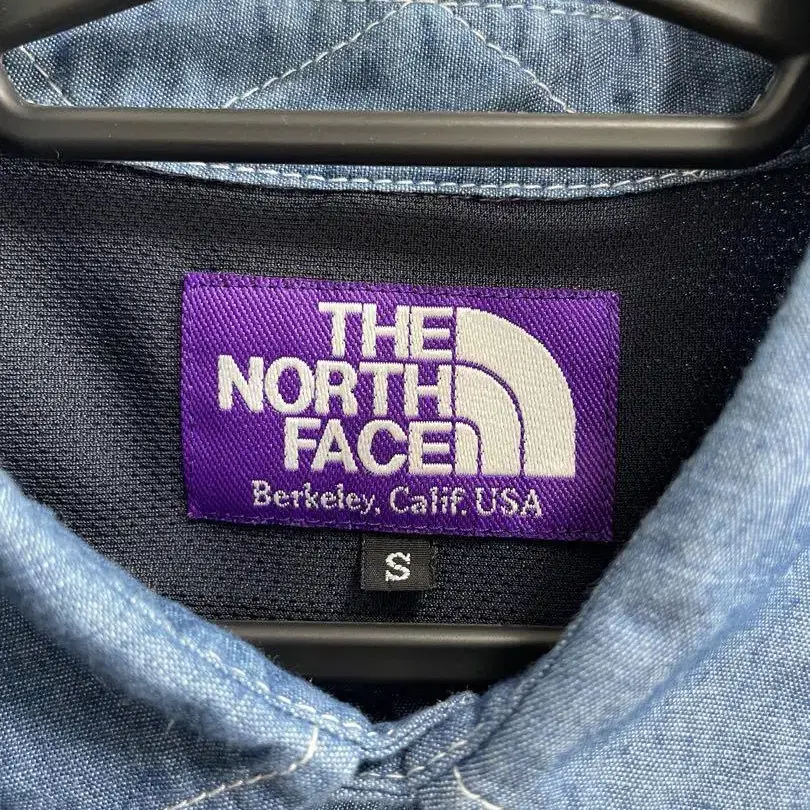 THE
NORTH
FACE
Berkeley, Calif. USA
S